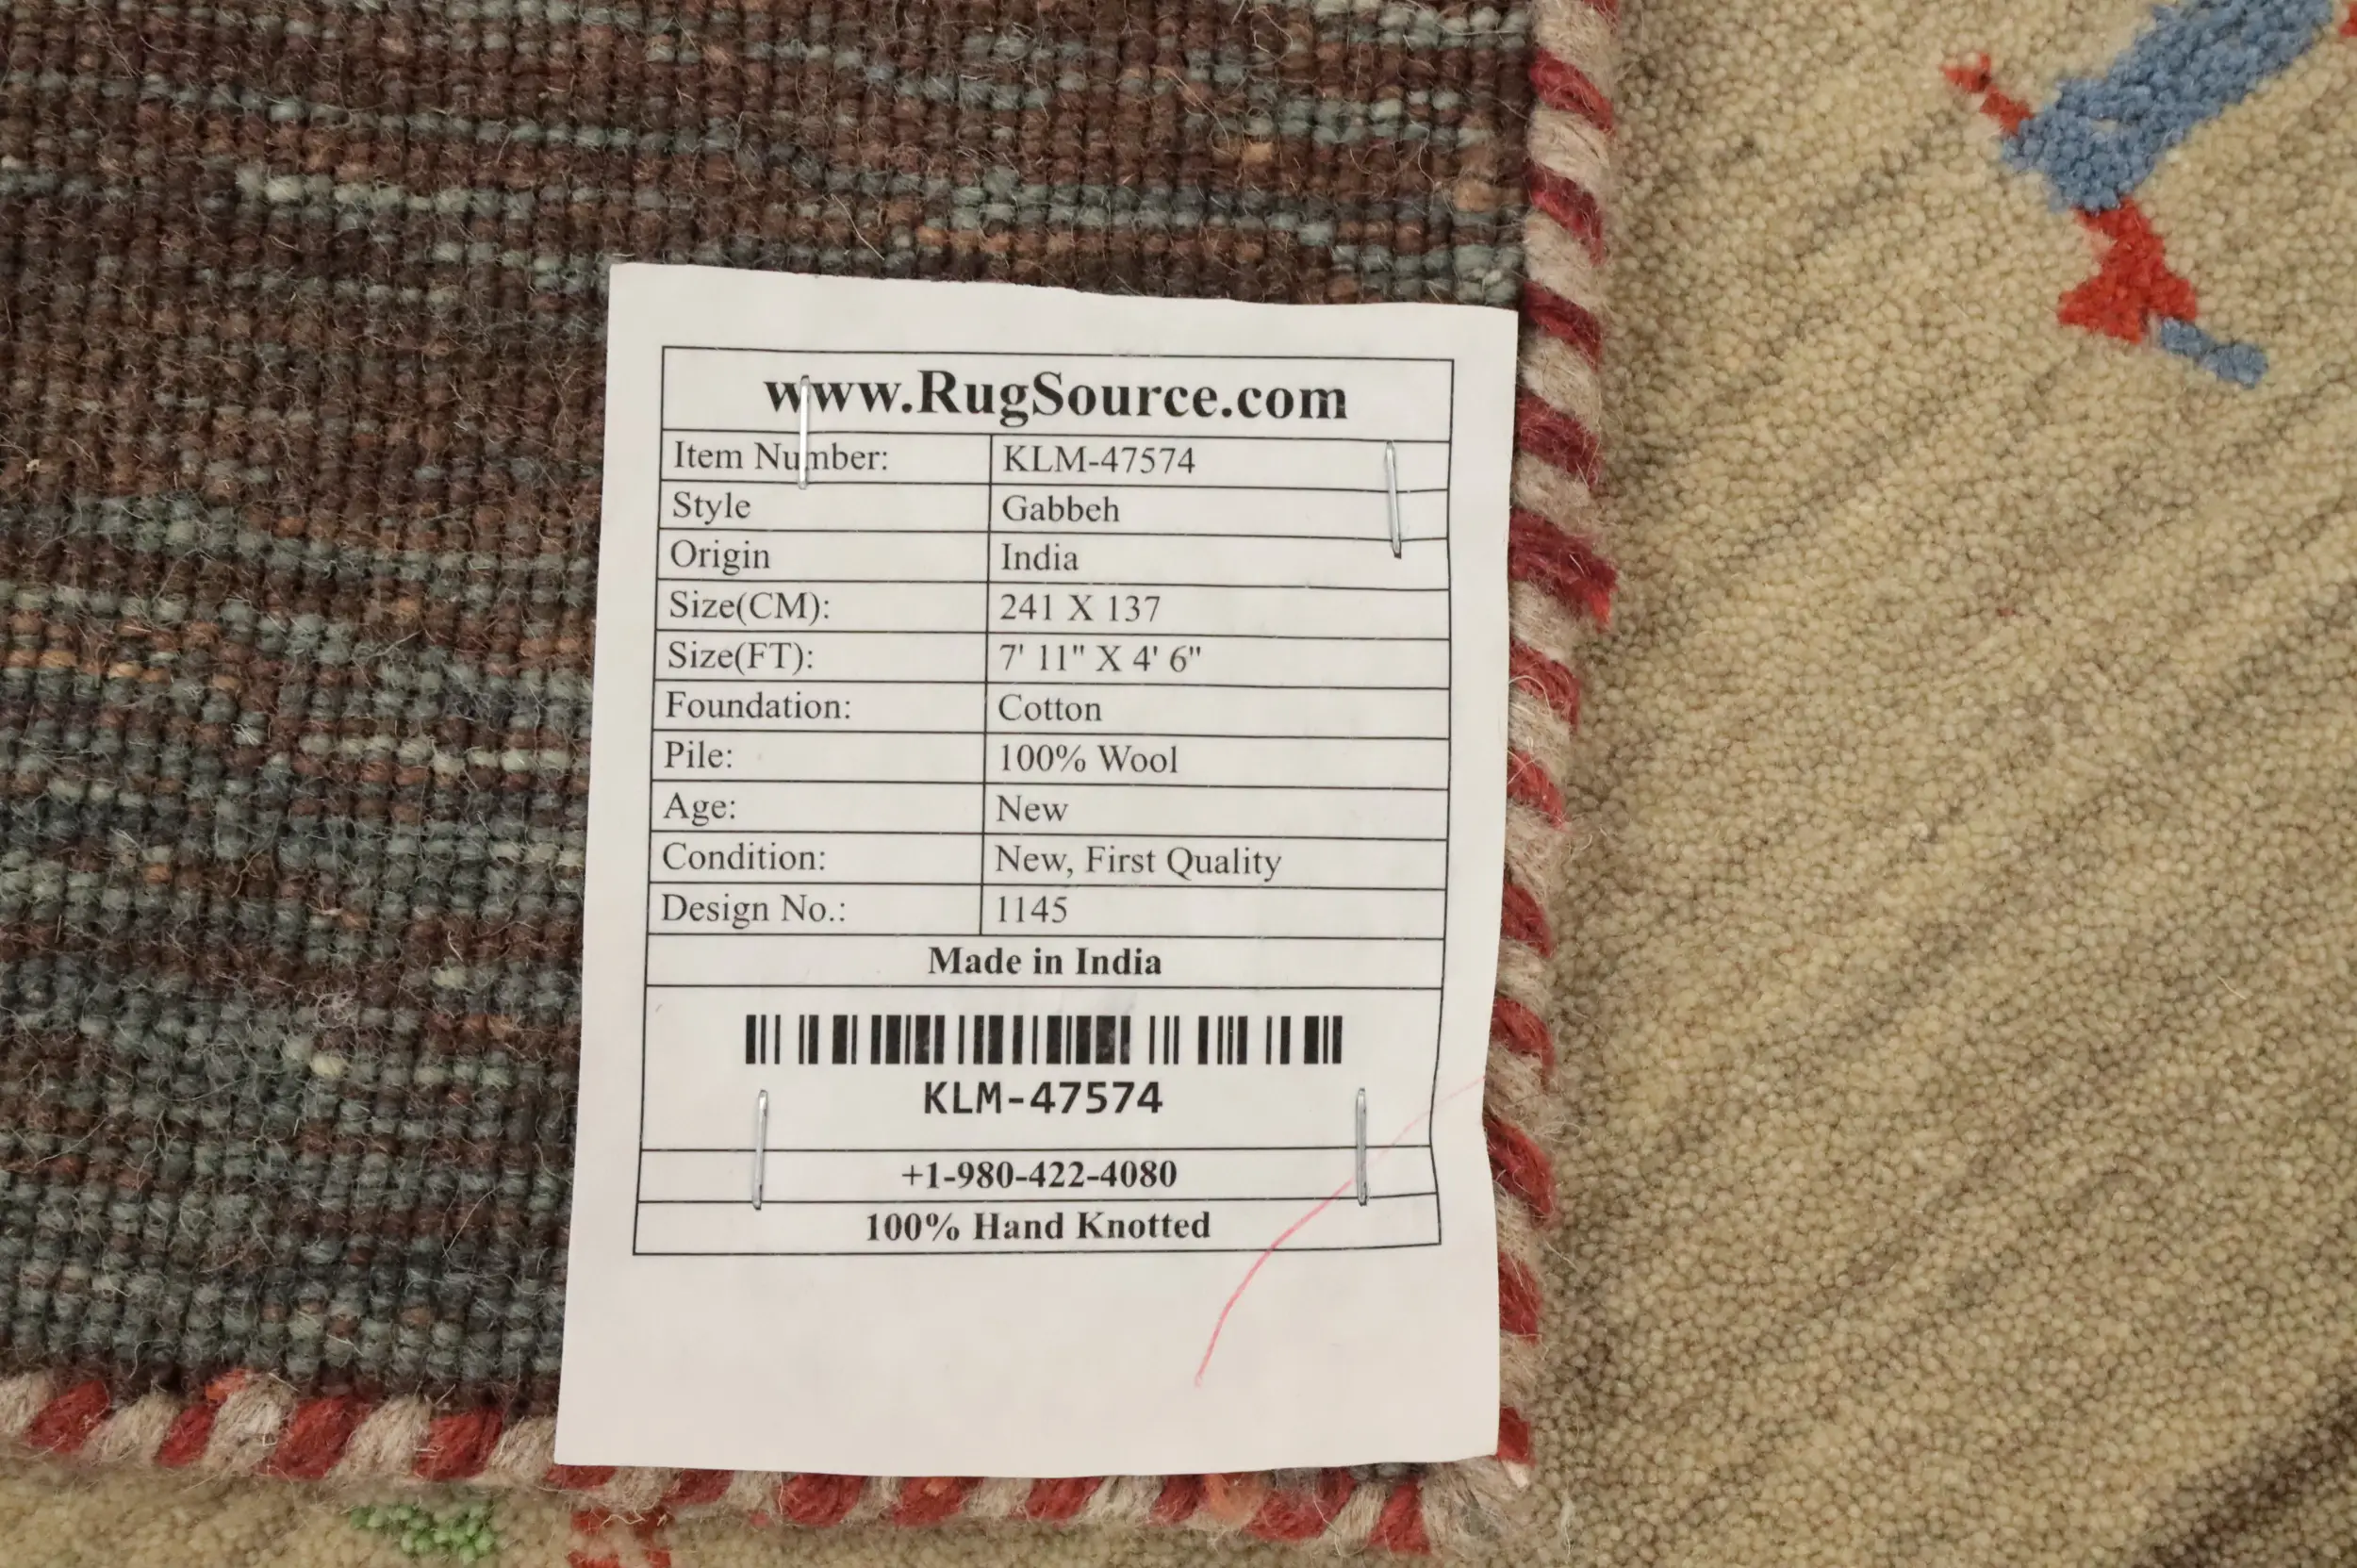 www.RugSource.com
Item Number: KLM-47574
Style Gabbeh
Origin India
Size(CM): 241 X 137
Size(FT): 7' 11" X 4' 6"
Foundation: Cotton
Pile: 100% Wool
Age: New
Condition: New, First Quality
Design No.: 1145
Made in India
KLM-47574
+1-980-422-4080
100% Hand Knotted